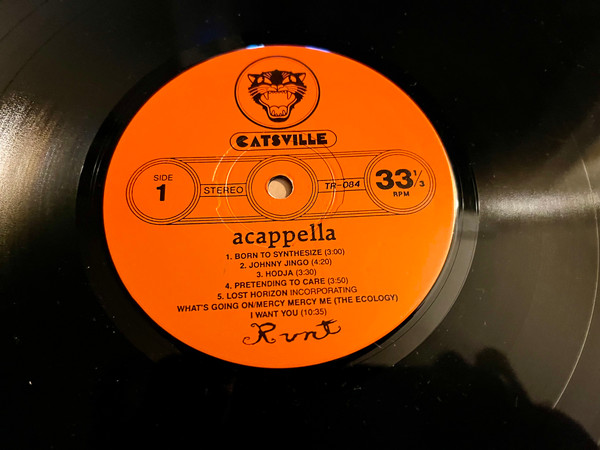 CATSVILLE
SIDE
1
STEREO
TR-084
33 1/3
RPM
acappella
1. BORN TO SYNTHESIZE (3:00)
2. JOHNNY JINGO (4:20)
3. HODJA (3:30)
4. PRETENDING TO CARE (3:50)
5. LOST HORIZON INCORPORATING
WHAT'S GOING ON/MERCY MERCY ME (THE ECOLOGY)
I WANT YOU (10:35)
Runt